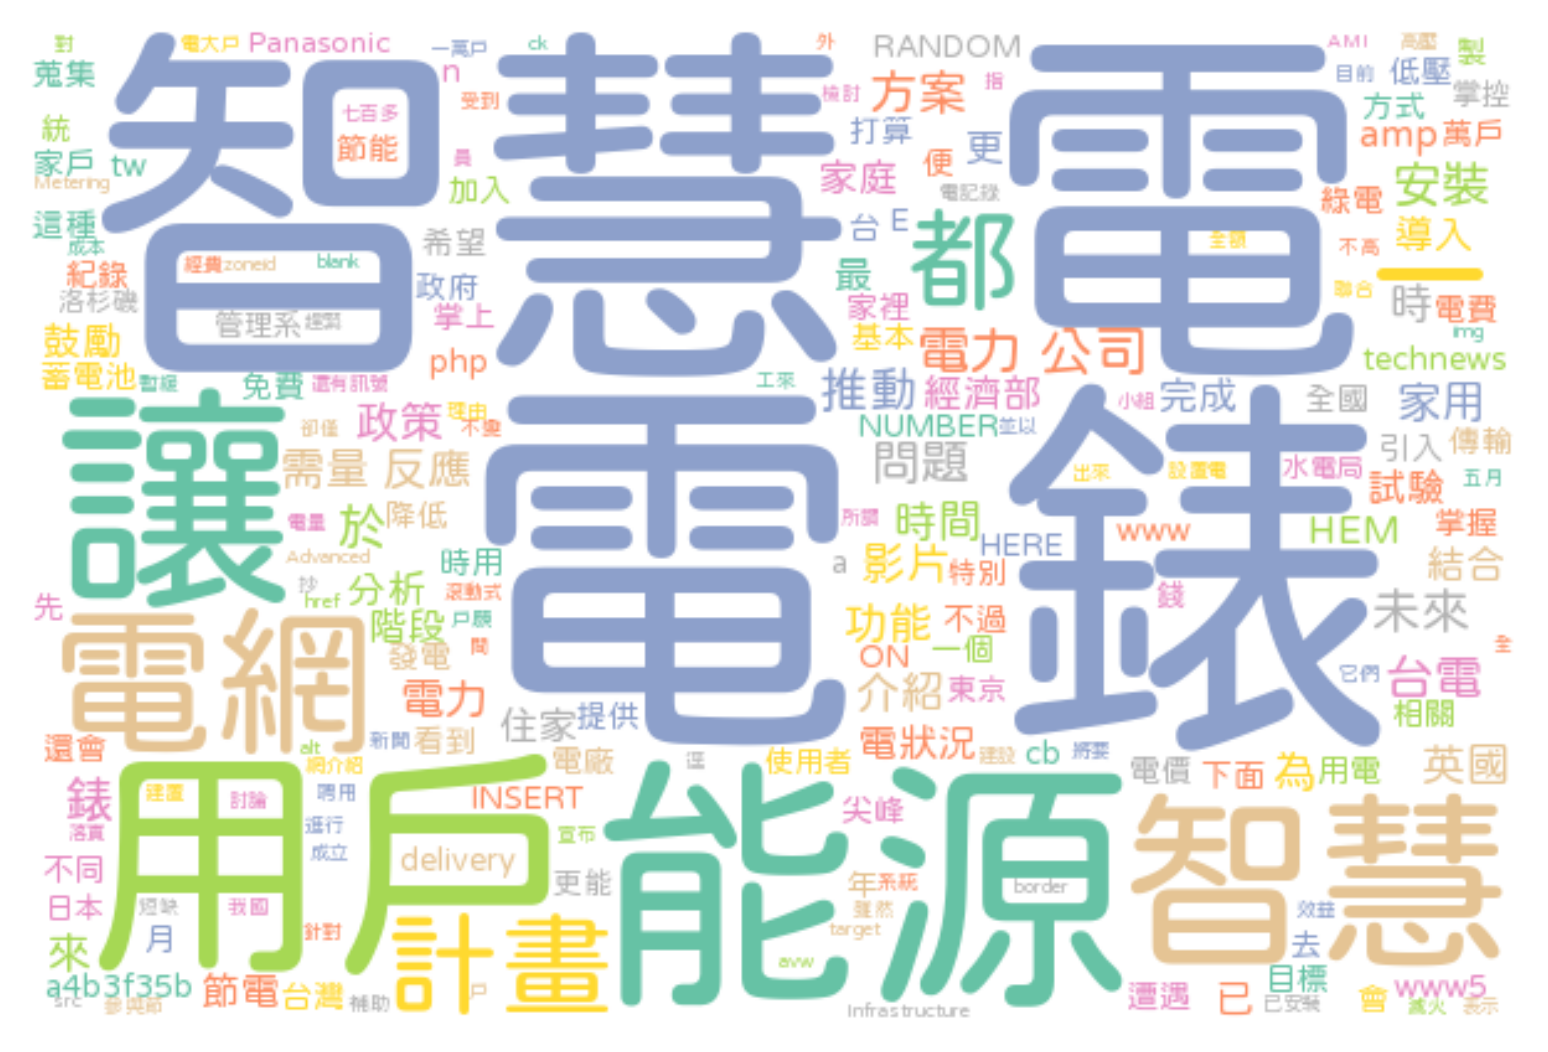 對
電大戶
Panasonic
一萬戶
ck
外
RANDOM
AMI
高壓
製
蒐集
n
目前
低壓
智慧電
七百多
受到
檢討
方案
指
掌控
統
節能
打算
方式
amp
萬戶
家戶
tw
員
家庭
便
更
Metering
加入
電記錄
綠電
安裝
這種
成本
希望
台
E
都
全額
不高
導入
紀錄
經費
zoneid
blank
政府
最
聯合
一
洛杉磯
管理系
掌上
家裡
時
電費
鼓勵
php
基本
電力
公司
img
technews
蓄電池
暫緩
免費
還有訊號
工來
推動
經濟部
小組
完成
全國
家用
讓
卻僅
政策
理由
不變
電錶
NUMBER
並以
需量
反應
問題
出來
設置電
水電局
引入
傳輸
試驗
五月
電量
於
降低
所謂
時間
HERE
www
HEM
掌握
Advanced
時用
a
影片
特別
結合
抄
href
分析
滾動式
錢
先
電網
階段
戶願
間
功能
不過
未來
發電
ON
一個
全
電力
介紹
東京
它們
台電
住家
提供
相關
還會
alt
新聞
看到
電狀況
建設
cb
將要
網介紹
電廠
逕
使用者
電價
下面
為
用電
英國
錶
建置
討論
聘用
INSERT
尖峰
落實
用戶
進行
宣布
能源
智慧
成立
delivery
不同
更能
年
系統
border
日本
短缺
我國
雖然
效益
來
月
針對
計畫
target
去
a4b3f35b
avw
目標
www5
src
參與節
節電
台灣
補助
戶
Infrastructure
遭遇
已
已安裝
會
滅火
表示